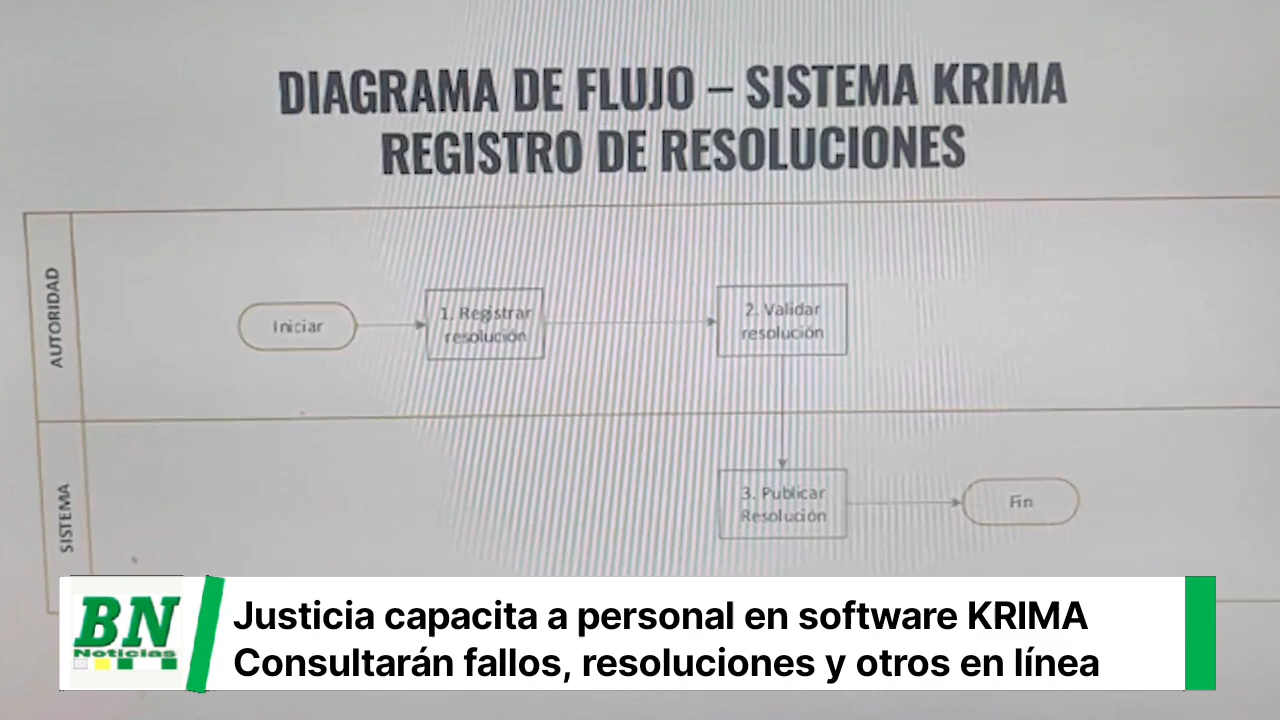 DIAGRAMA DE FLUJO – SISTEMA KRIMA
REGISTRO DE RESOLUCIONES
AUTORIDAD
Iniciar
1. Registrar
resolución
2. Validar
resolución
SISTEMA
3. Publicar
Resolución
Fin
BN
Noticias
Justicia capacita a personal en software KRIMA
Consultarán fallos, resoluciones y otros en línea